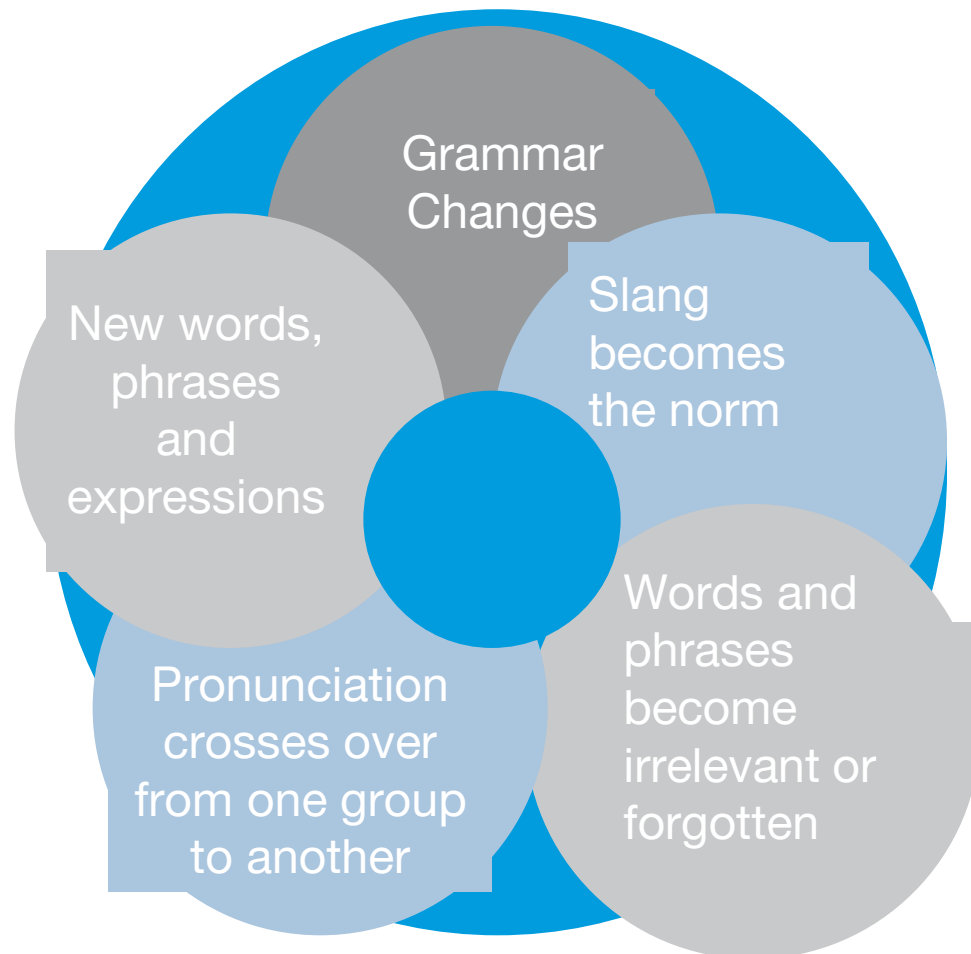 Grammar
Changes
Slang
becomes
the norm
Words and
phrases
become
irrelevant or
forgotten
Pronunciation
crosses over
from one group
to another
New words,
phrases
and
expressions